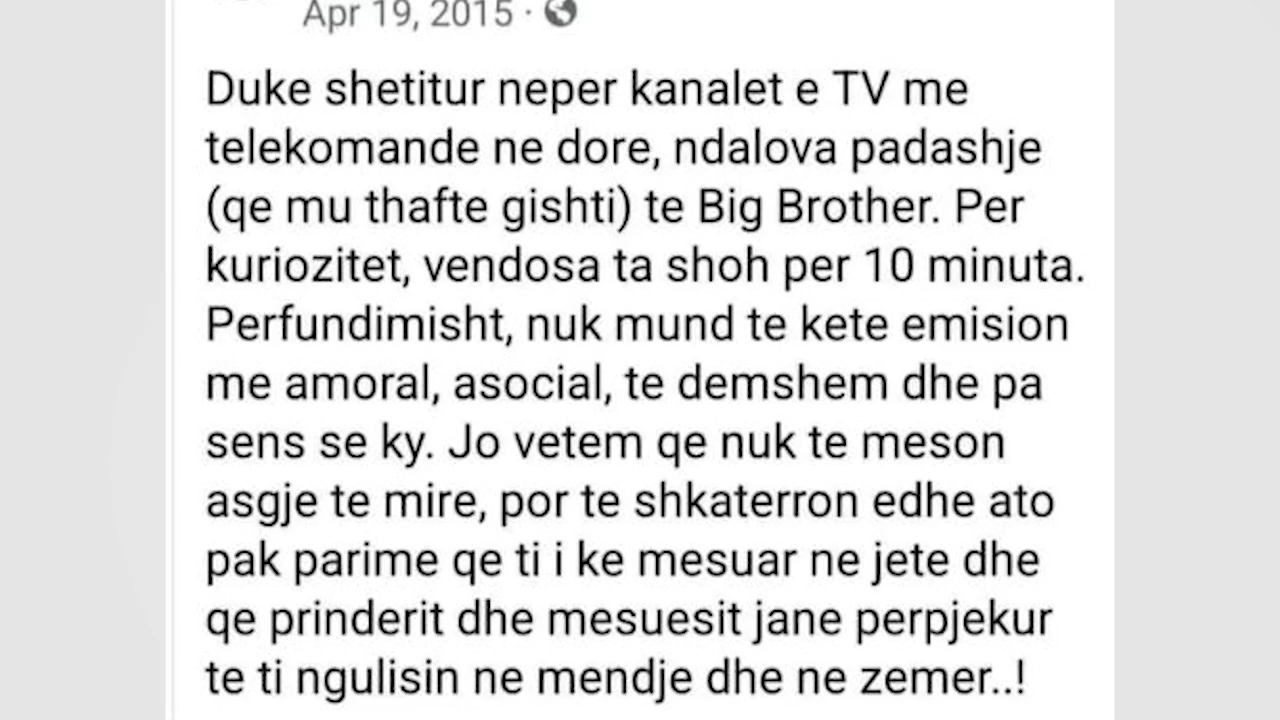 Apr 19, 2015 ·
Duke shetitur neper kanalet e TV me
telekomande ne dore, ndalova padashje
(qe mu thafte gishti) te Big Brother. Per
kuriozitet, vendosa ta shoh per 10 minuta.
Perfundimisht, nuk mund te kete emision
me amoral, asocial, te demshem dhe pa
sens se ky. Jo vetem qe nuk te meson
asgje te mire, por te shkaterron edhe ato
pak parime qe ti i ke mesuar ne jete dhe
qe prinderit dhe mesuesit jane perpjekur
te ti ngulisin ne mendje dhe ne zemer..!